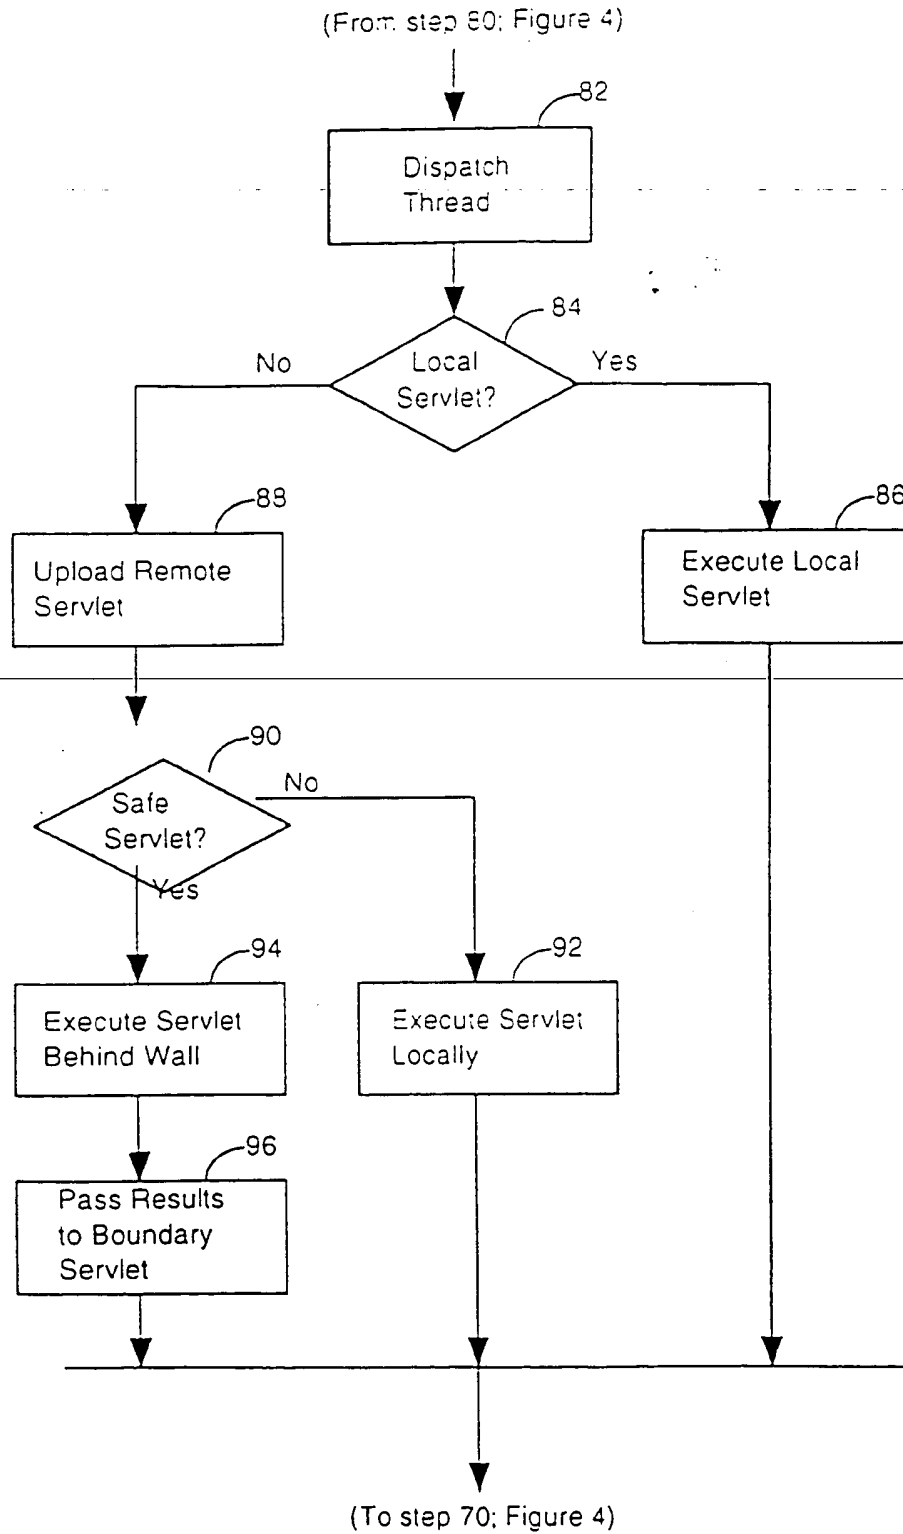 (From step 80; Figure 4)
82
Dispatch
Thread
84
No
Local
Servlet?
Yes
88
86
Upload Remote
Servlet
Execute Local
Servlet
90
No
Safe
Servlet?
Yes
94
92
Execute Servlet
Behind Wall
Execute Servlet
Locally
96
Pass Results
to Boundary
Servlet
(To step 70; Figure 4)